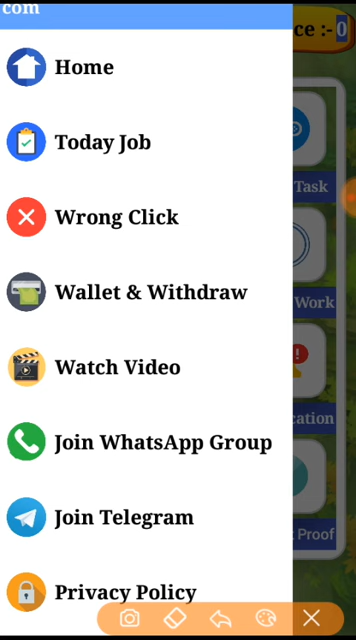 com
ce :- 0
Home
Today Job
Task
Wrong Click
Wallet & Withdraw
Work
Watch Video
cation
Join WhatsApp Group
Join Telegram
Proof
Privacy Policy